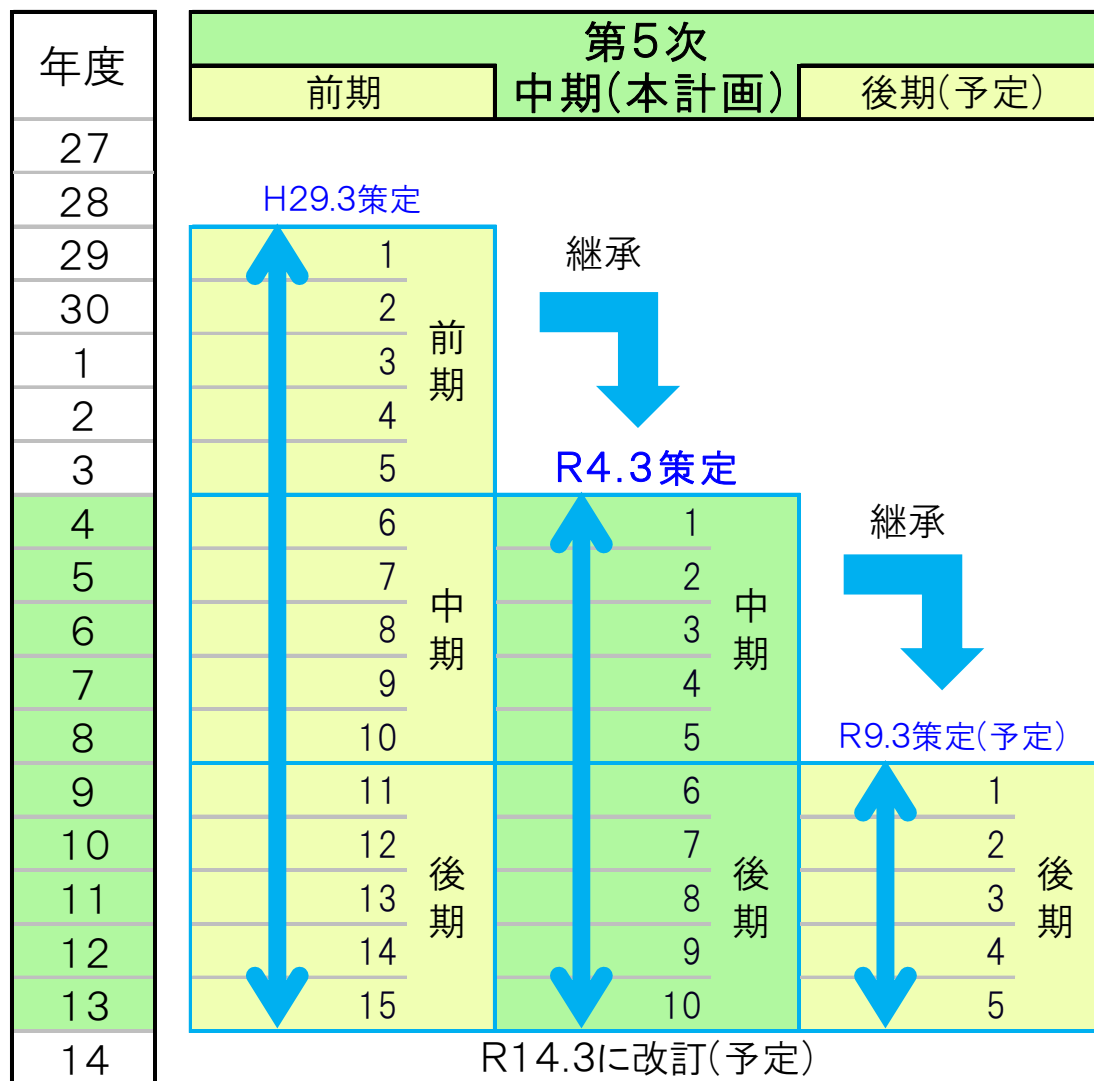 年度
第5次
前期
中期(本計画)
後期(予定)
27
28 H29.3策定
29 1 継承
30 2
前期
1 3
2 4
3 5 R4.3策定
4 6 1 継承
5 7 2
中期 中期
6 8 3
7 9 4
8 10 5 R9.3策定(予定)
9 11 6 1
10 12 7 2
後期 後期 後期
11 13 8 3
12 14 9 4
13 15 10 5
14 R14.3に改訂(予定)